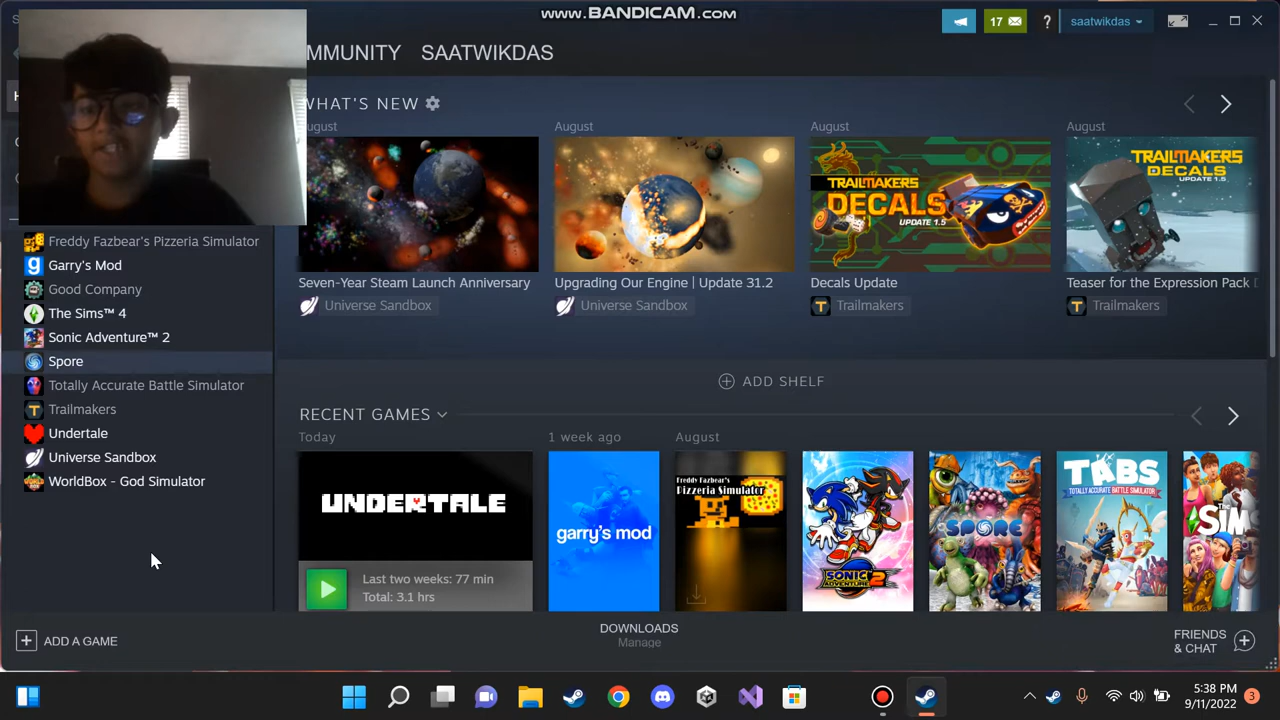 www.BANDICAM.com
17
?
saatwikdas
MMUNITY
SAATWIKDAS
WHAT'S NEW
August
August
August
August
TRAILMAKERS
DECALS
UPDATE 1.5
TRAILMAKERS
DECALS
UPDATE 1.5
Seven-Year Steam Launch Anniversary
Upgrading Our Engine | Update 31.2
Decals Update
Teaser for the Expression Pack
Universe Sandbox
Universe Sandbox
Trailmakers
Trailmakers
Freddy Fazbear's Pizzeria Simulator
Garry's Mod
Good Company
The Sims™ 4
Sonic Adventure™ 2
Spore
Totally Accurate Battle Simulator
Trailmakers
Undertale
Universe Sandbox
WorldBox - God Simulator
ADD SHELF
RECENT GAMES
Today
1 week ago
August
UNDERTALE
Last two weeks: 77 min
Total: 3.1 hrs
garry's mod
Freddy Fazbear's
Pizzeria Simulator
SONIC
ADVENTURE 2
SPORE
TABS
TOTALLY ACCURATE BATTLE SIMULATOR
The
SIMS
ADD A GAME
DOWNLOADS
Manage
FRIENDS
& CHAT
5:38 PM
9/11/2022
3